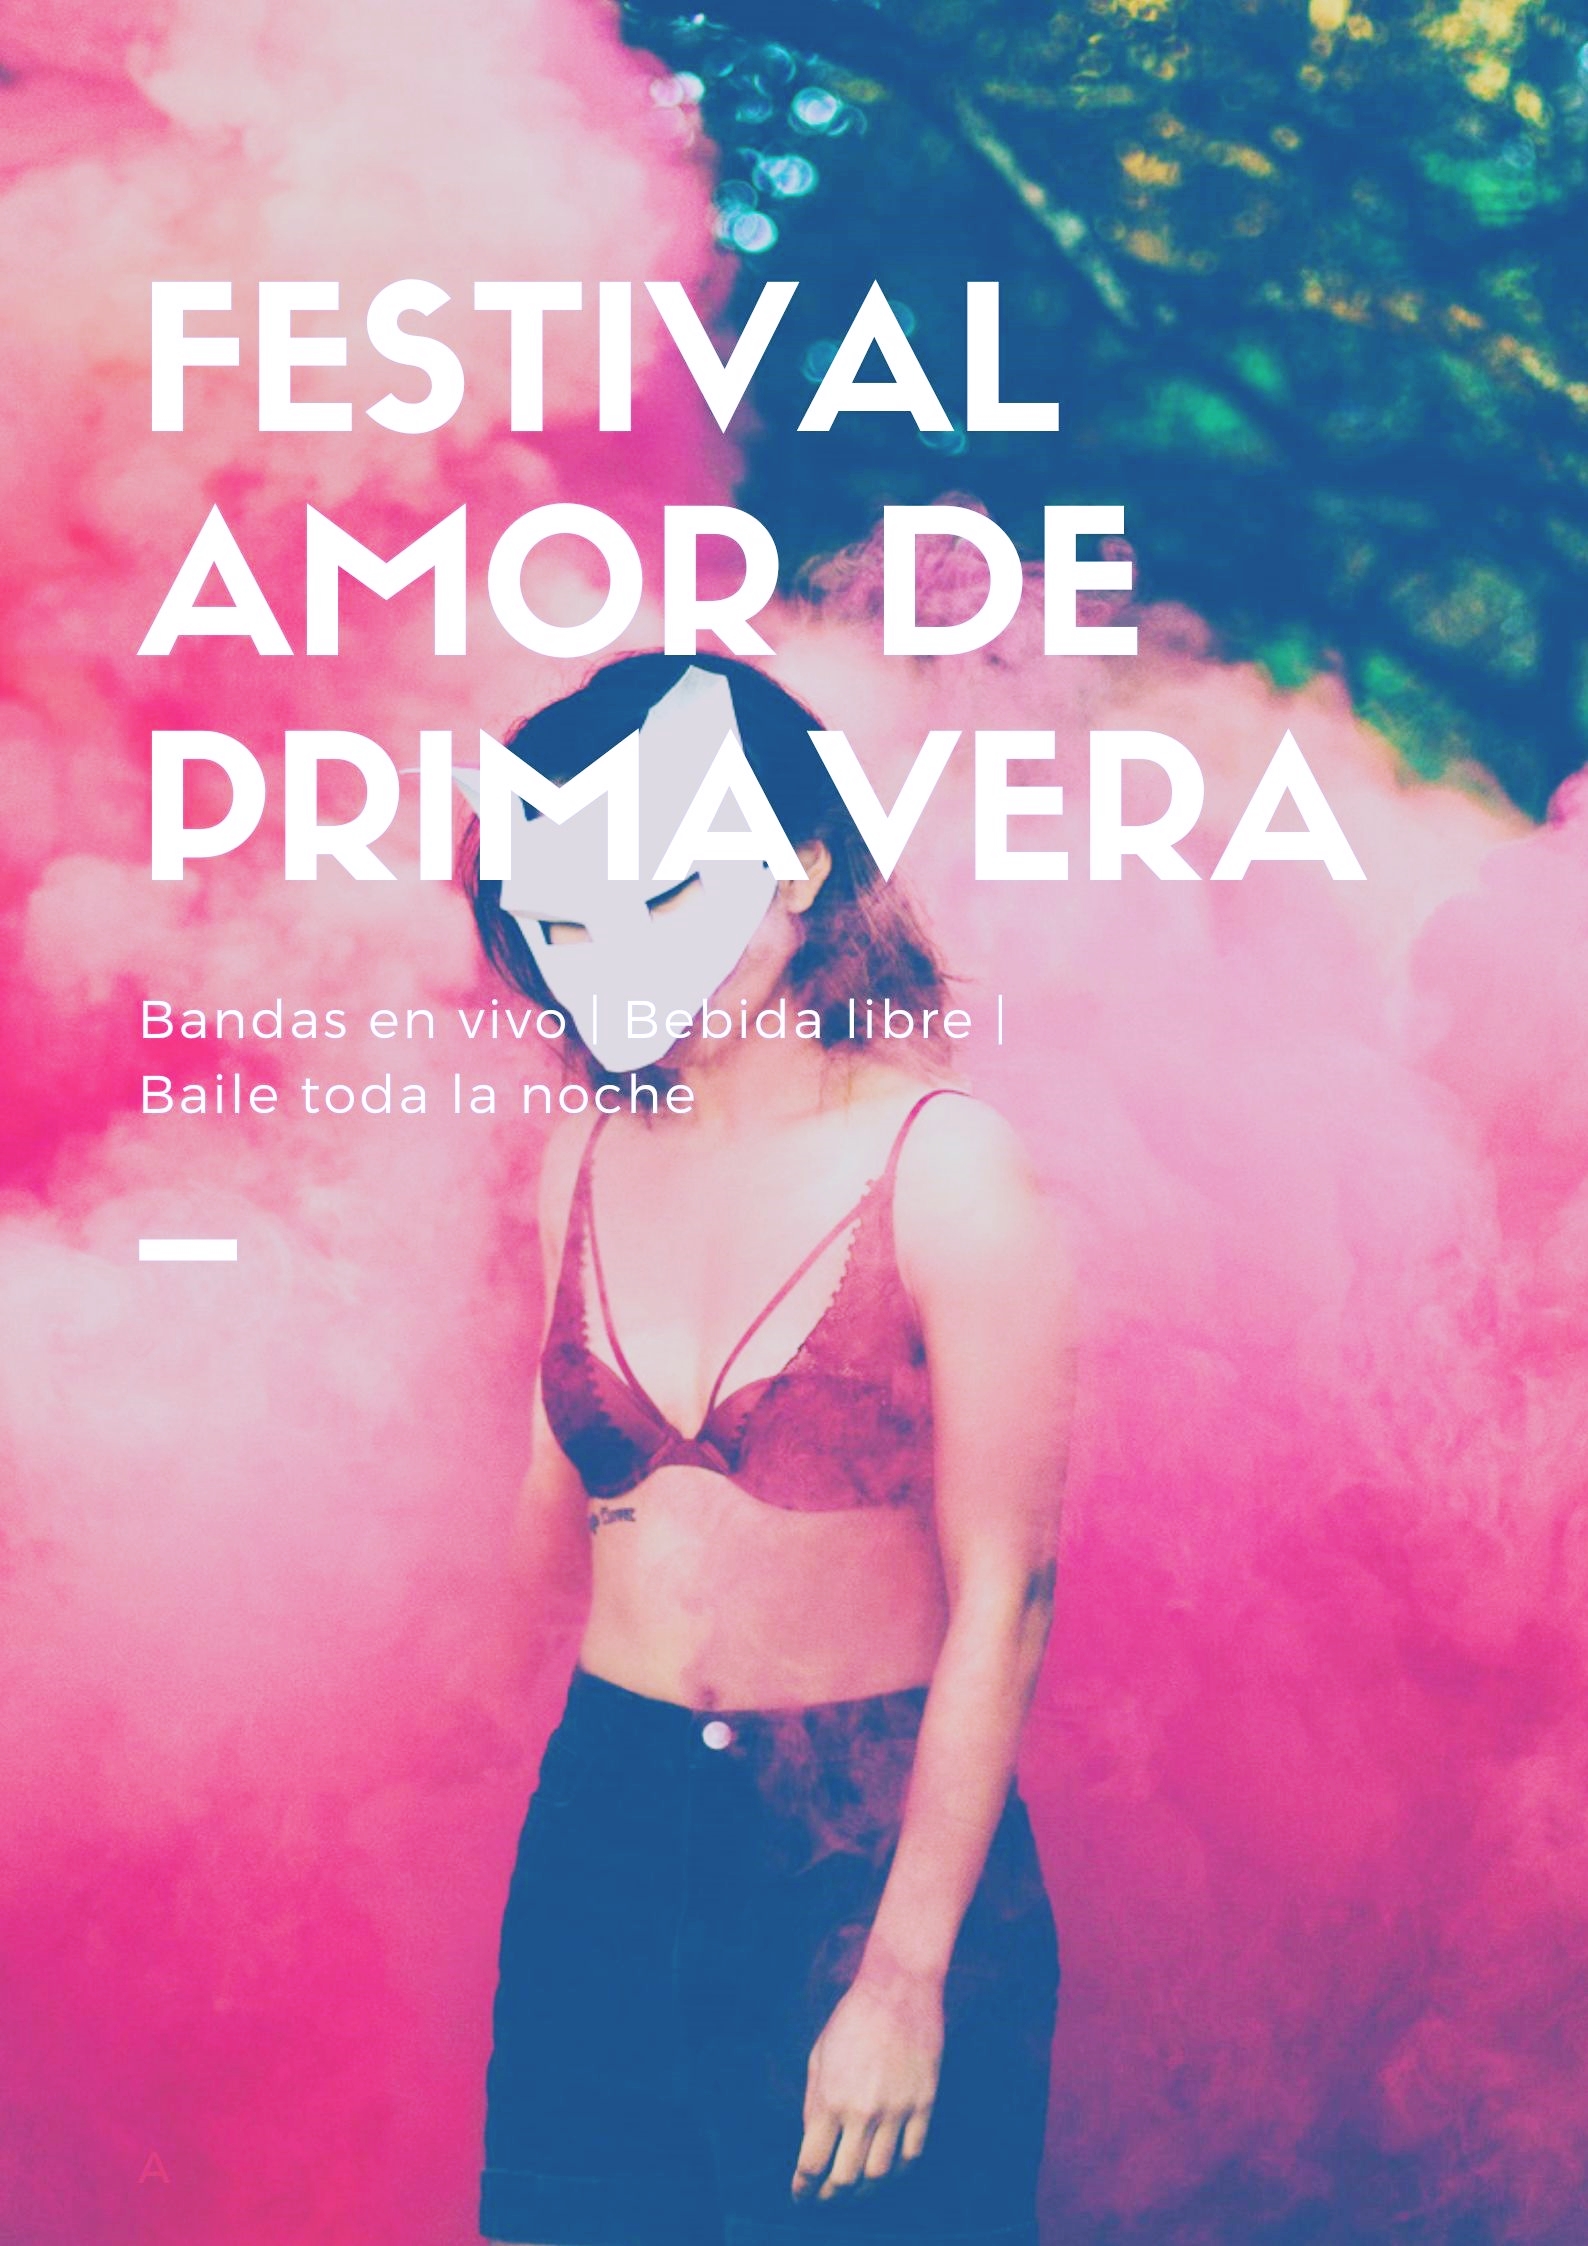 FESTIVAL
AMOR DE
PRIMAVERA
Bandas en vivo | Bebida libre |
Baile toda la noche
A